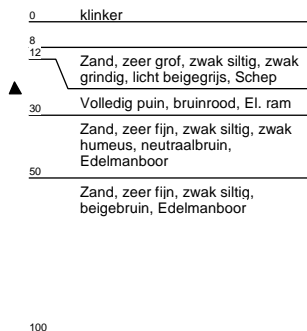 0 klinker
8
12
Zand, zeer grof, zwak siltig, zwak
grindig, licht beigegrijs, Schep
Volledig puin, bruinrood, El. ram
30
Zand, zeer fijn, zwak siltig, zwak
humeus, neutraalbruin,
Edelmanboor
50
Zand, zeer fijn, zwak siltig,
beigebruin, Edelmanboor
100